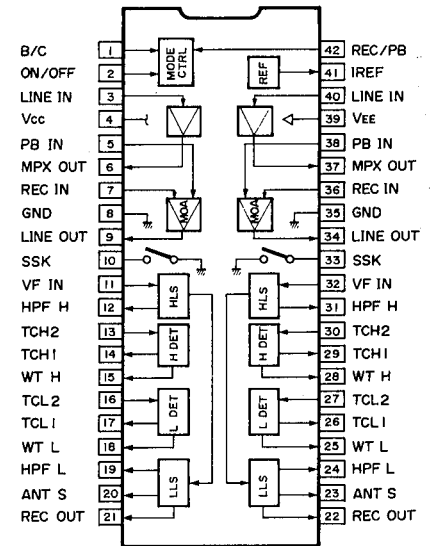 B/C 1 MODE CTRL 42 REC/PB
ON/OFF 2 REF 41 IREF
LINE IN 3 40 LINE IN
Vcc 4 39 VEE
PB IN 5 38 PB IN
MPX OUT 6 37 MPX OUT
REC IN 7 36 REC IN
GND 8 MOA MOA 35 GND
LINE OUT 9 34 LINE OUT
SSK 10 33 SSK
VF IN 11 HLS HLS 32 VF IN
HPF H 12 31 HPF H
TCH2 13 H DET H DET 30 TCH2
TCH1 14 29 TCH1
WT H 15 28 WT H
TCL2 16 L DET L DET 27 TCL2
TCL1 17 26 TCL1
WT L 18 25 WT L
HPF L 19 LLS LLS 24 HPF L
ANT S 20 23 ANT S
REC OUT 21 22 REC OUT